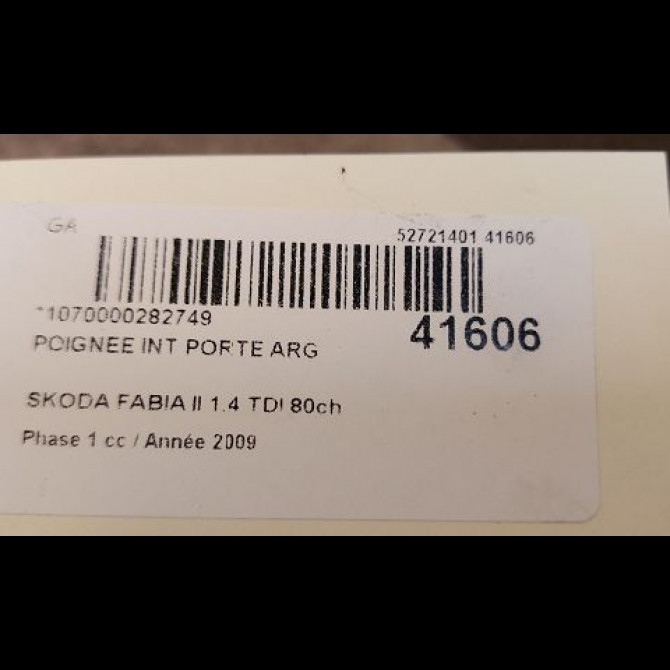 GA
52721401 41606
*1070000282749
41606
POIGNEE INT PORTE ARG
SKODA FABIA II 1.4 TDI 80ch
Phase 1 cc / Année 2009